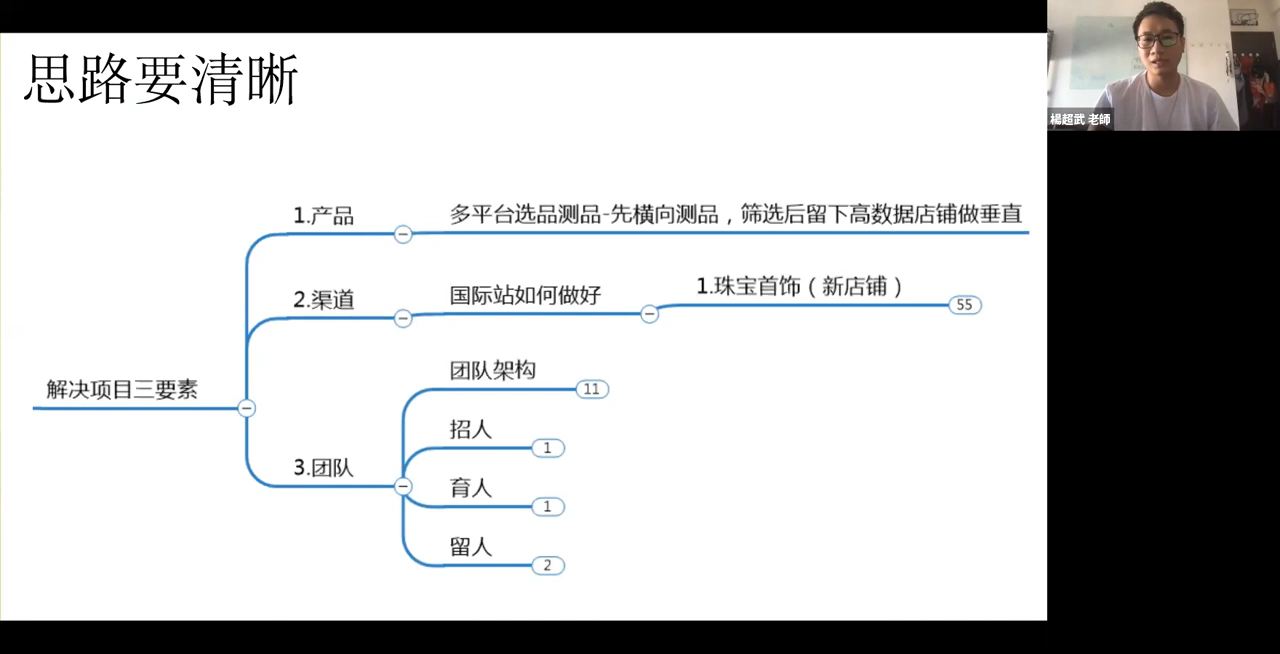 思路要清晰
楊超武 老師
1.产品
多平台选品测品-先横向测品，筛选后留下高数据店铺做垂直
2.渠道
国际站如何做好
1.珠宝首饰（新店铺）
55
解决项目三要素
3.团队
团队架构
11
招人
1
育人
1
留人
2